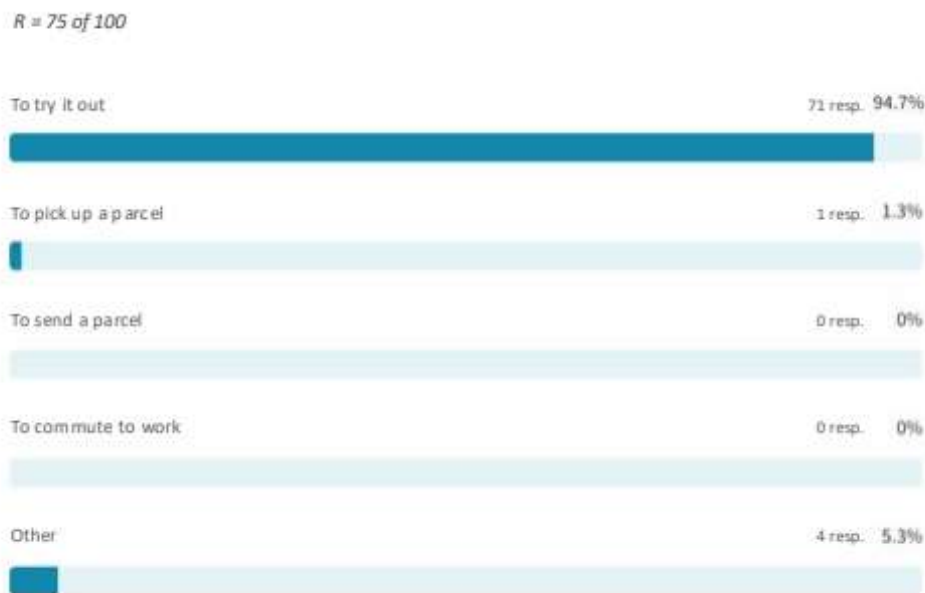 R = 75 of 100
To try it out 71 resp. 94.7%
To pick up a parcel 1 resp. 1.3%
To send a parcel 0 resp. 0%
To commute to work 0 resp. 0%
Other 4 resp. 5.3%